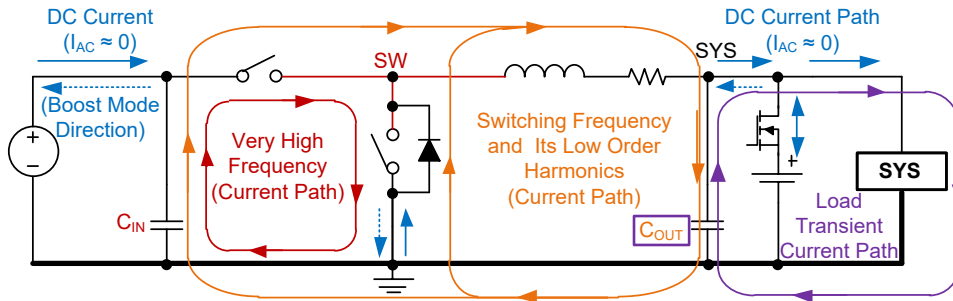 DC Current
(I_AC ≈ 0)
DC Current Path
(I_AC ≈ 0)
SW
SYS
(Boost Mode
Direction)
Very High
Frequency
(Current Path)
Switching Frequency
and Its Low Order
Harmonics
(Current Path)
+
−
+
SYS
C_IN
C_OUT
Load
Transient
Current Path